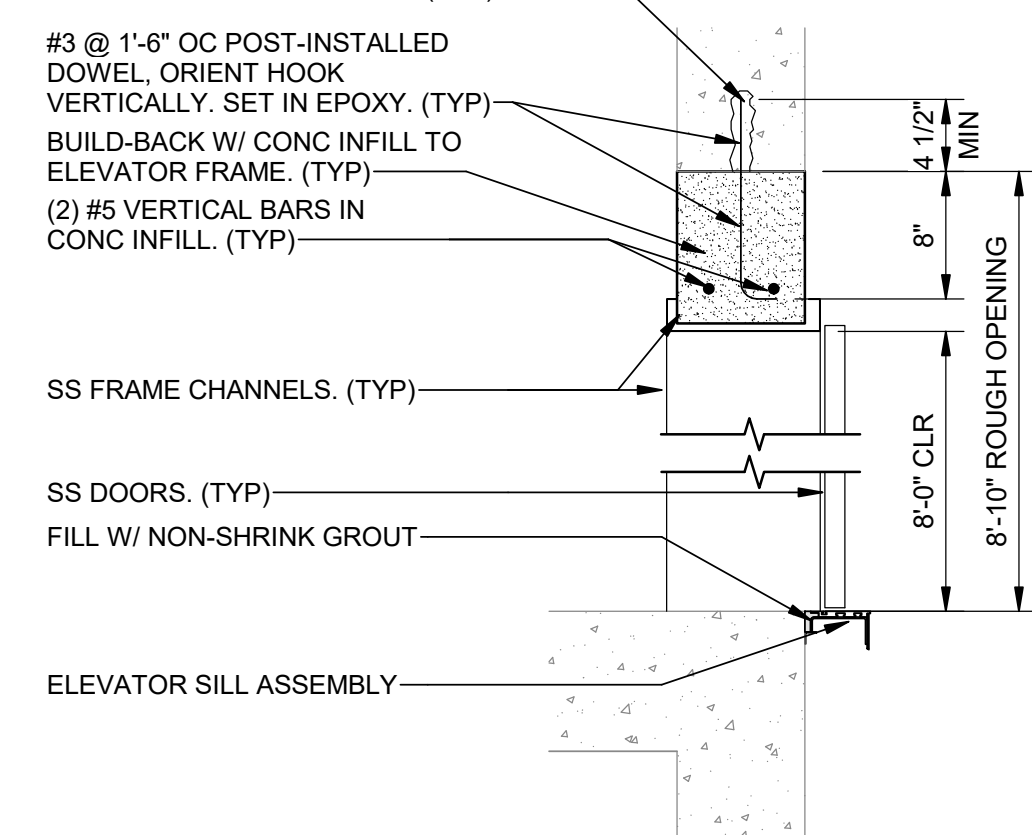 #3 @ 1'-6" OC POST-INSTALLED
DOWEL, ORIENT HOOK
VERTICALLY. SET IN EPOXY. (TYP)
BUILD-BACK W/ CONC INFILL TO
ELEVATOR FRAME. (TYP)
(2) #5 VERTICAL BARS IN
CONC INFILL. (TYP)
SS FRAME CHANNELS. (TYP)
SS DOORS. (TYP)
FILL W/ NON-SHRINK GROUT
ELEVATOR SILL ASSEMBLY
4 1/2"
MIN
8"
8'-0" CLR
8'-10" ROUGH OPENING